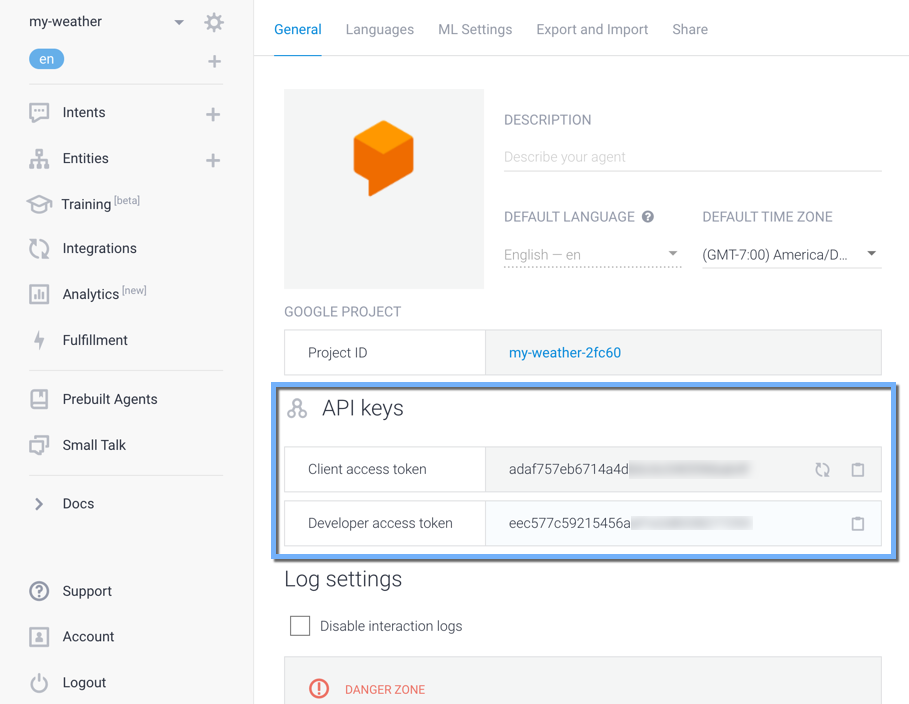 my-weather
en
Intents
Entities
Training [beta]
Integrations
Analytics [new]
Fulfillment
Prebuilt Agents
Small Talk
Docs
Support
Account
Logout
General Languages ML Settings Export and Import Share
DESCRIPTION
Describe your agent
DEFAULT LANGUAGE ? DEFAULT TIME ZONE
English — en (GMT-7:00) America/D...
GOOGLE PROJECT
Project ID my-weather-2fc60
API keys
Client access token adaf757eb6714a4d
Developer access token eec577c59215456a
Log settings
Disable interaction logs
DANGER ZONE